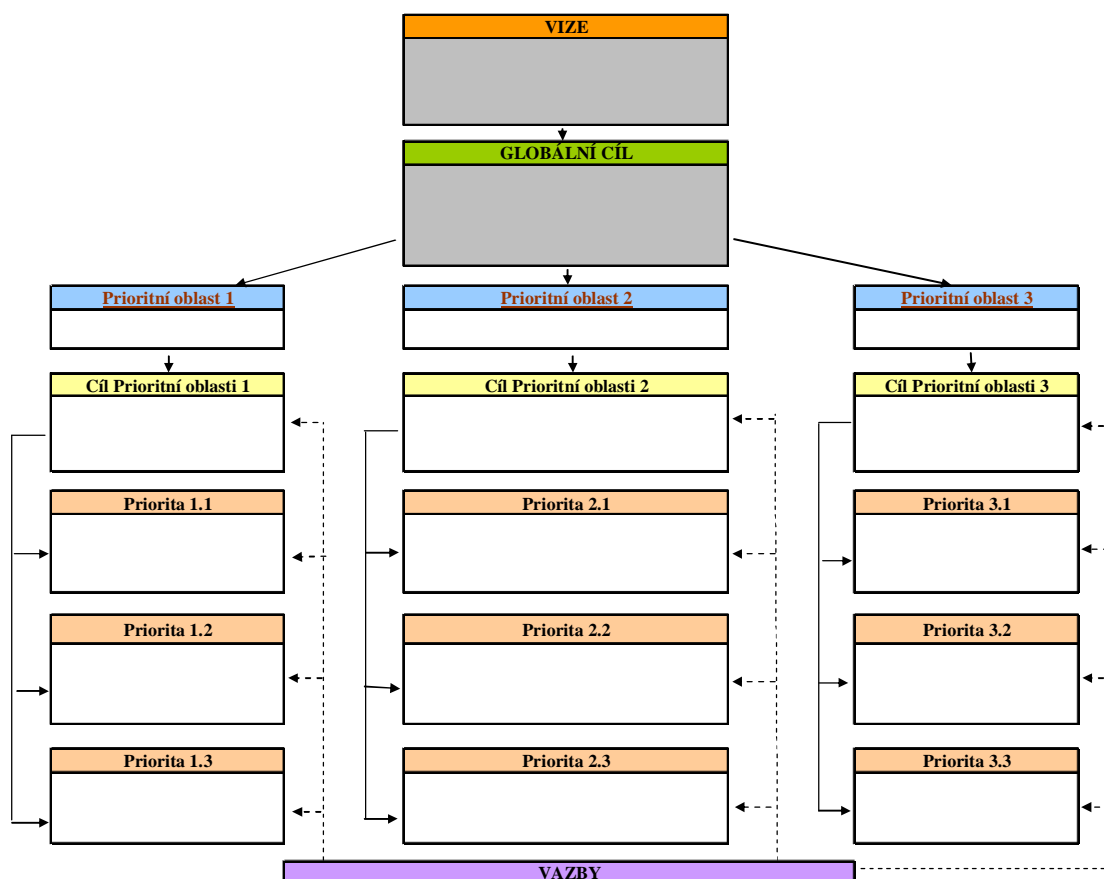 VIZE
GLOBÁLNÍ CÍL
Prioritní oblast 1
Prioritní oblast 2
Prioritní oblast 3
Cíl Prioritní oblasti 1
Cíl Prioritní oblasti 2
Cíl Prioritní oblasti 3
Priorita 1.1
Priorita 2.1
Priorita 3.1
Priorita 1.2
Priorita 2.2
Priorita 3.2
Priorita 1.3
Priorita 2.3
Priorita 3.3
VAZBY